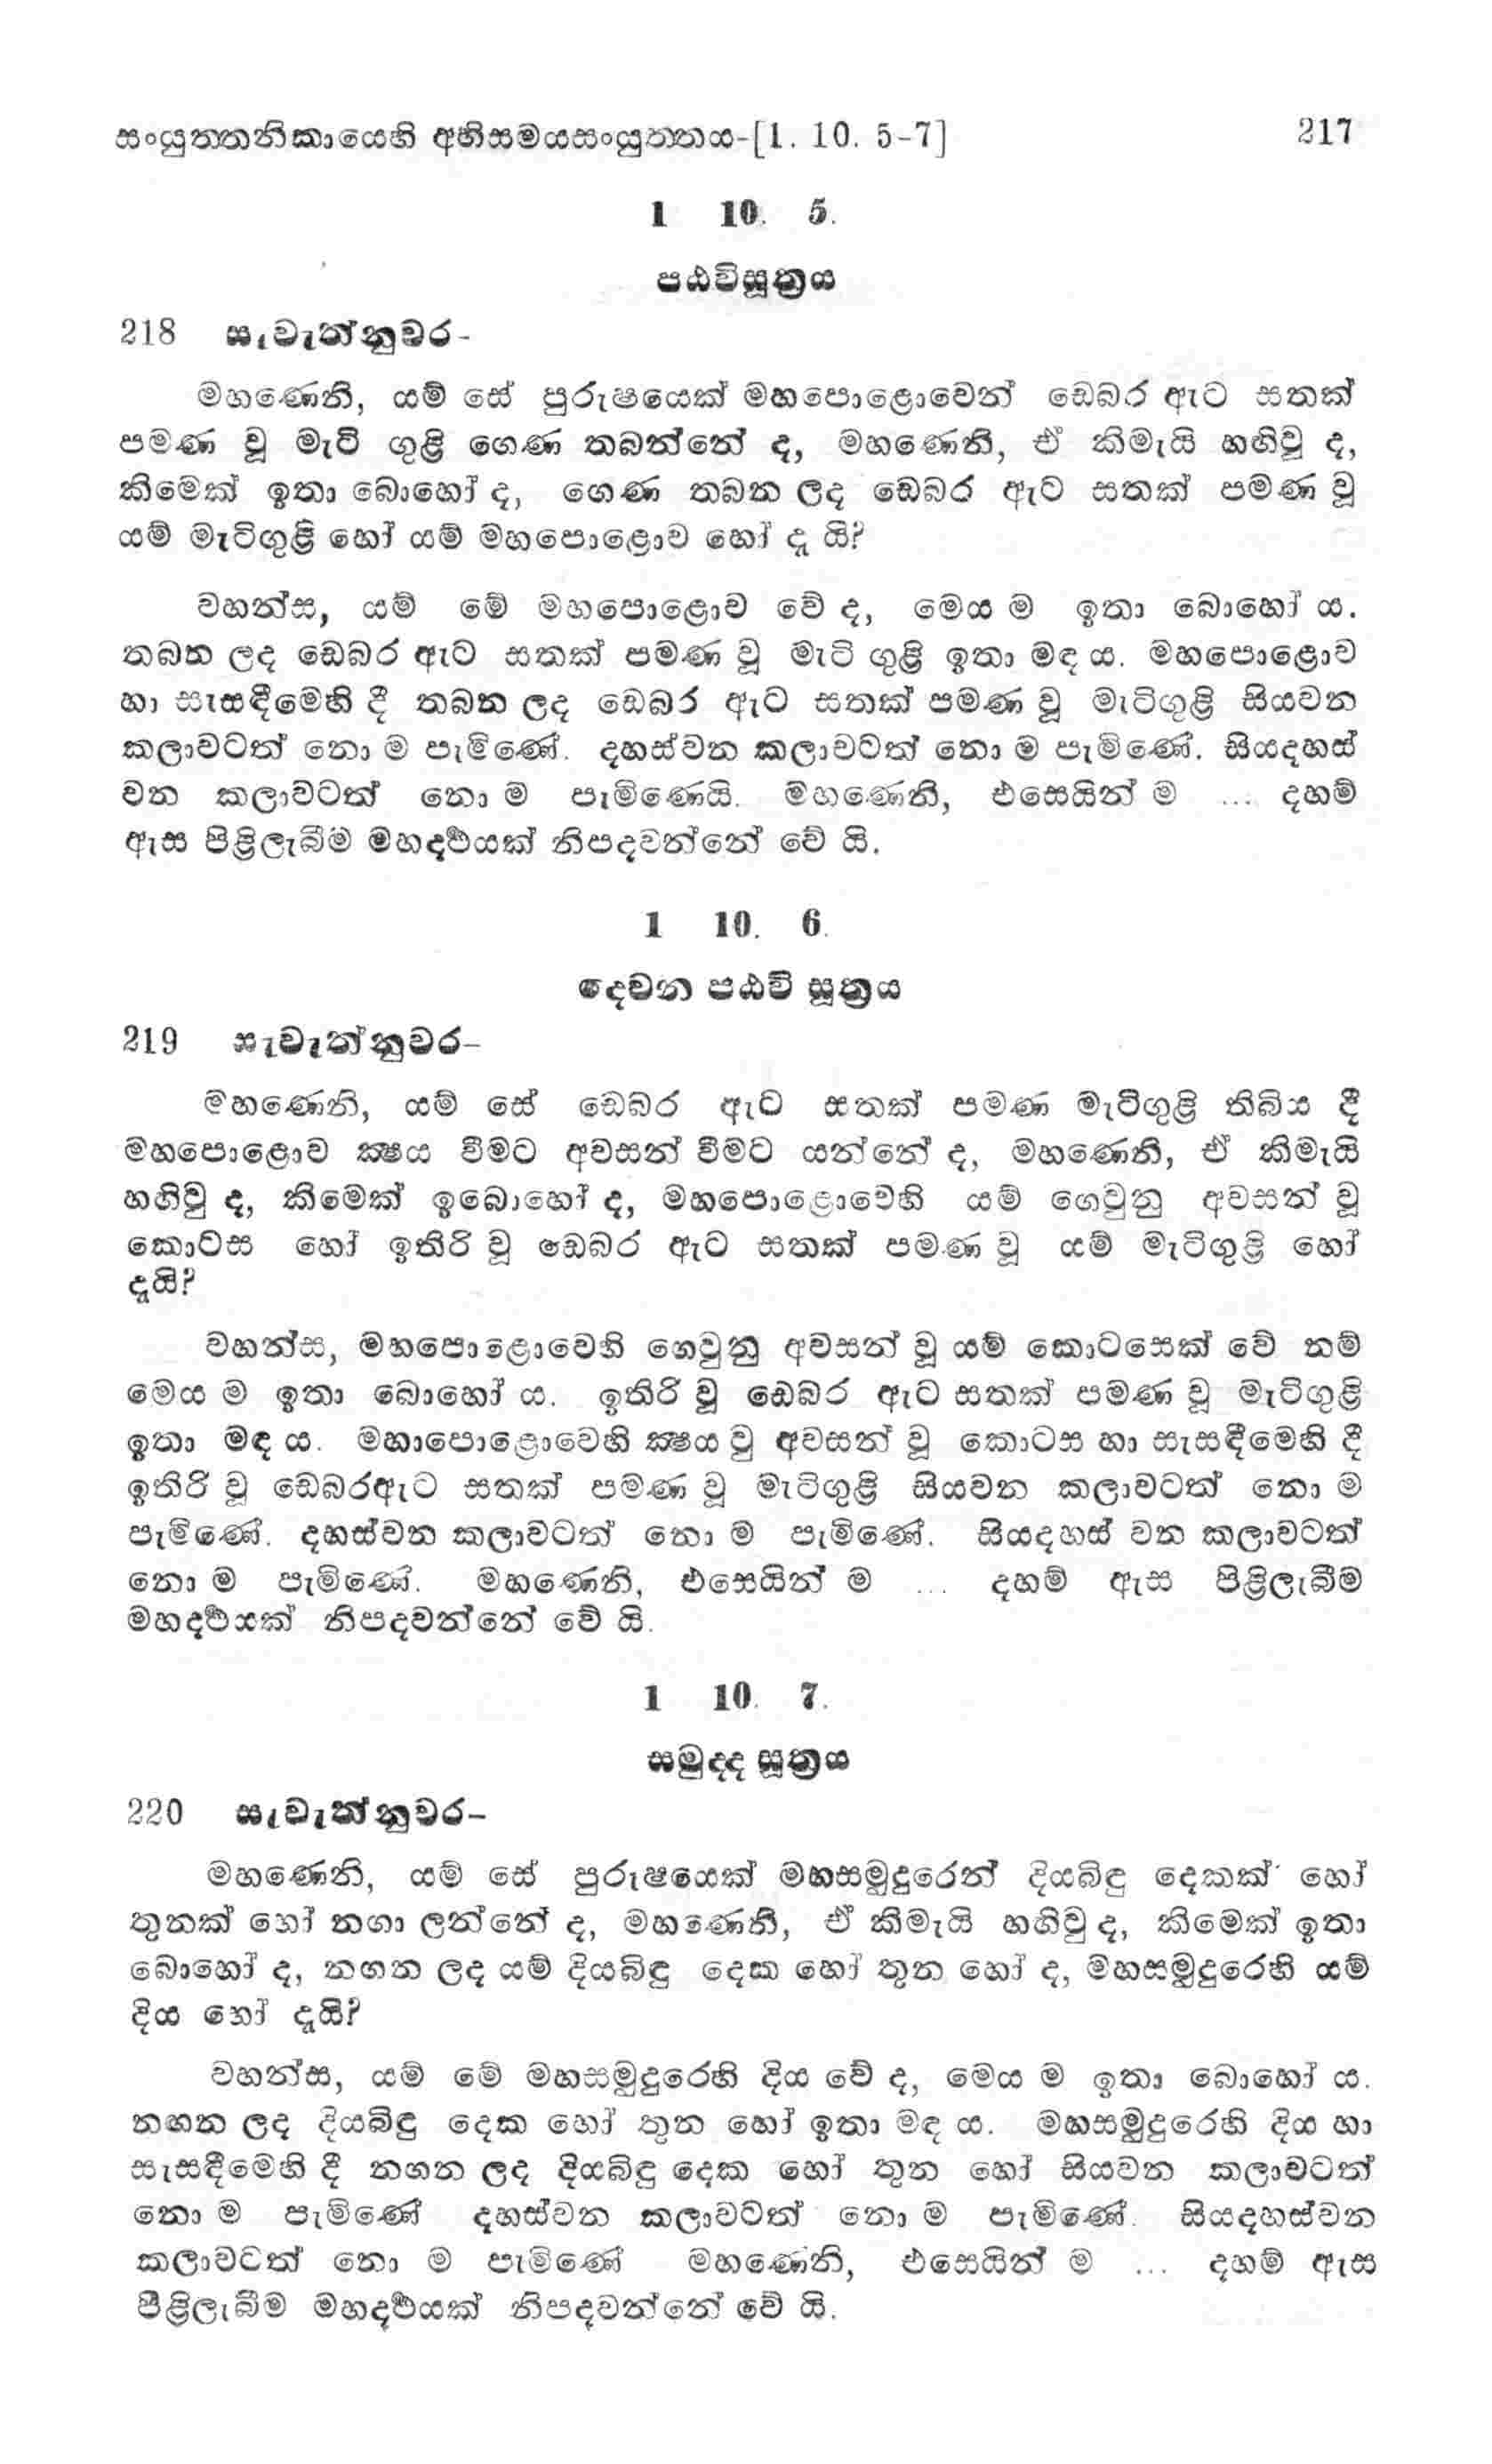 සංයුත්තනිකායෙහි අභිසමයසංයුත්තය-[1. 10. 5-7] 217
1 10. 5.
පඨවිසූත්‍රය
218 සැවැත්නුවර-
මහණෙනි, යම් සේ පුරුෂයෙක් මහපොළොවෙන් ඩෙබර ඇට සතක්
පමණ වූ මැටි ගුළි ගෙණ තබන්නේ ද, මහණෙනි, ඒ කිමැයි හඟිවූ ද,
කිමෙක් ඉතා බොහෝ ද, ගෙණ තබන ලද ඩෙබර ඇට සතක් පමණ වූ
යම් මැටිගුළි හෝ යම් මහපොළොව හෝ දැ යි?
වහන්ස, යම් මේ මහපොළොව වේ ද, මෙය ම ඉතා බොහෝ ය.
තබන ලද ඩෙබර ඇට සතක් පමණ වූ මැටි ගුළි ඉතා මඳ ය. මහපොළොව
හා සැසඳීමෙහි දී තබන ලද ඩෙබර ඇට සතක් පමණ වූ මැටිගුළි සියවන
කලාවටත් නො ම පැමිණේ. දහස්වන කලාවටත් නො ම පැමිණේ. සියදහස්
වන කලාවටත් නො ම පැමිණෙයි. මහණෙනි, එසෙයින් ම ... දහම්
ඇස පිළිලැබීම මහදර්‍ථයක් නිපදවන්නේ වේ යි.
1 10. 6.
දෙවන පඨවි සූත්‍රය
219 සැවැත්නුවර-
මහණෙනි, යම් සේ ඩෙබර ඇට සතක් පමණ මැටිගුළි තිබිය දී
මහපොළොව ක්‍ෂය වීමට අවසන් වීමට යන්නේ ද, මහණෙනි, ඒ කිමැයි
හඟිවු ද, කිමෙක් ඉබොහෝ ද, මහපොළොවෙහි යම් ගෙවුනු අවසන් වූ
කොටස හෝ ඉතිරි වූ ඩෙබර ඇට සතක් පමණ වූ යම් මැටිගුළි හෝ
දැයි?
වහන්ස, මහපොළොවෙහි ගෙවුනු අවසන් වූ යම් කොටසෙක් වේ නම්
මෙය ම ඉතා බොහෝ ය. ඉතිරි වූ ඩෙබර ඇට සතක් පමණ වූ මැටිගුළි
ඉතා මඳ ය. මහාපොළොවෙහි ක්‍ෂය වු අවසන් වූ කොටස හා සැසඳීමෙහි දී
ඉතිරි වූ ඩෙබරඇට සතක් පමණ වූ මැටිගුළි සියවන කලාවටත් නො ම
පැමිණේ. දහස්වන කලාවටත් නො ම පැමිණේ. සියදහස් වන කලාවටත්
නො ම පැමිණේ. මහණෙනි, එසෙයින් ම ... දහම් ඇස පිළිලැබීම
මහදර්‍ථයක් නිපදවන්නේ වේ යි.
1 10. 7.
සමුද්ද සූත්‍රය
220 සැවැත්නුවර-
මහණෙනි, යම් සේ පුරුෂයෙක් මහසමුදුරෙන් දියබිඳු දෙකක් හෝ
තුනක් හෝ නගා ලන්නේ ද, මහණෙනි, ඒ කිමැයි හඟිවු ද, කිමෙක් ඉතා
බොහෝ ද, නඟන ලද යම් දියබිඳු දෙක හෝ තුන හෝ ද, මහසමුදුරෙහි යම්
දිය හෝ දැයි?
වහන්ස, යම් මේ මහසමුදුරෙහි දිය වේ ද, මෙය ම ඉතා බොහෝ ය.
නඟන ලද දියබිඳු දෙක හෝ තුන හෝ ඉතා මඳ ය. මහසමුදුරෙහි දිය හා
සැසඳීමෙහි දී නගන ලද දියබිඳු දෙක හෝ තුන හෝ සියවන කලාවටත්
නො ම පැමිණේ දහස්වන කලාවටත් නො ම පැමිණේ. සියදහස්වන
කලාවටත් නො ම පැමිණේ මහණෙනි, එසෙයින් ම ... දහම් ඇස
පිළිලැබීම මහදර්‍ථයක් නිපදවන්නේ වේ යි.